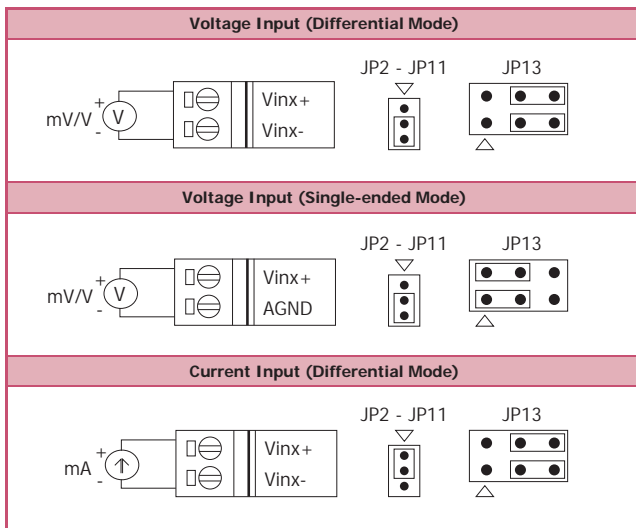 Voltage Input (Differential Mode)
JP2 - JP11
JP13
mV/V
+
V
-
Vinx+
Vinx-
Voltage Input (Single-ended Mode)
JP2 - JP11
JP13
mV/V
+
V
-
Vinx+
AGND
Current Input (Differential Mode)
JP2 - JP11
JP13
mA
+
-
Vinx+
Vinx-